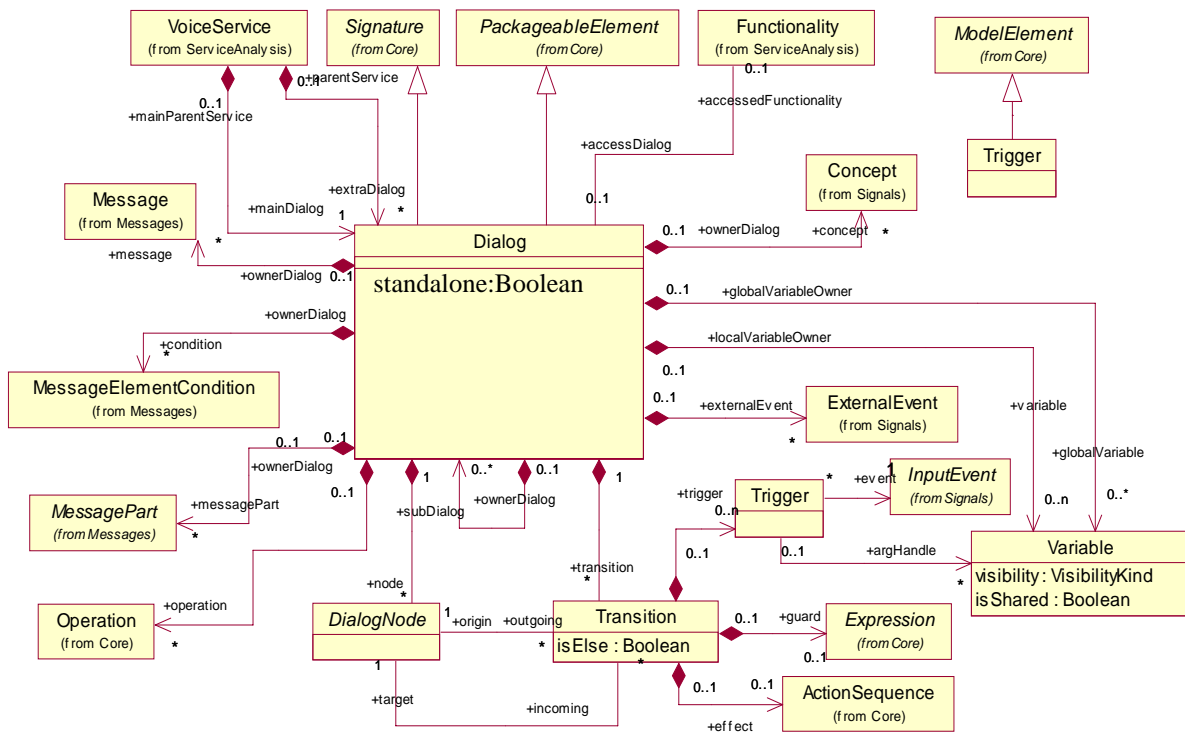 VoiceService
(from ServiceAnalysis)
Signature
(from Core)
PackageableElement
(from Core)
Functionality
(from ServiceAnalysis)
ModelElement
(from Core)
0..1
+parentService
0..1
0..1
+accessedFunctionality
+mainParentService
Trigger
+accessDialog
Concept
(from Signals)
Message
(from Messages)
+extraDialog
*
+mainDialog
1
0..1
*
+message
Dialog
0..1
+ownerDialog
+concept
*
+ownerDialog
0..1
standalone:Boolean
0..1
+globalVariableOwner
+ownerDialog
+localVariableOwner
+condition
*
0..1
MessageElementCondition
(from Messages)
+externalEvent
0..1
*
ExternalEvent
(from Signals)
+variable
0..1
0..1
+ownerDialog
+globalVariable
0..1
1
0..*
0..1
1
+ownerDialog
+subDialog
MessagePart
(from Messages)
+messagePart
*
+trigger
0..n
Trigger
*
+event
1
InputEvent
(from Signals)
0..n
0..*
0..1
0..1
+argHandle
*
Variable
visibility : VisibilityKind
isShared : Boolean
+transition
*
+node
*
Operation
(from Core)
+operation
*
DialogNode
1
+origin
+outgoing
*
Transition
isElse : Boolean
*
0..1
+guard
0..1
Expression
(from Core)
1
+target
+incoming
0..1
0..1
+effect
ActionSequence
(from Core)